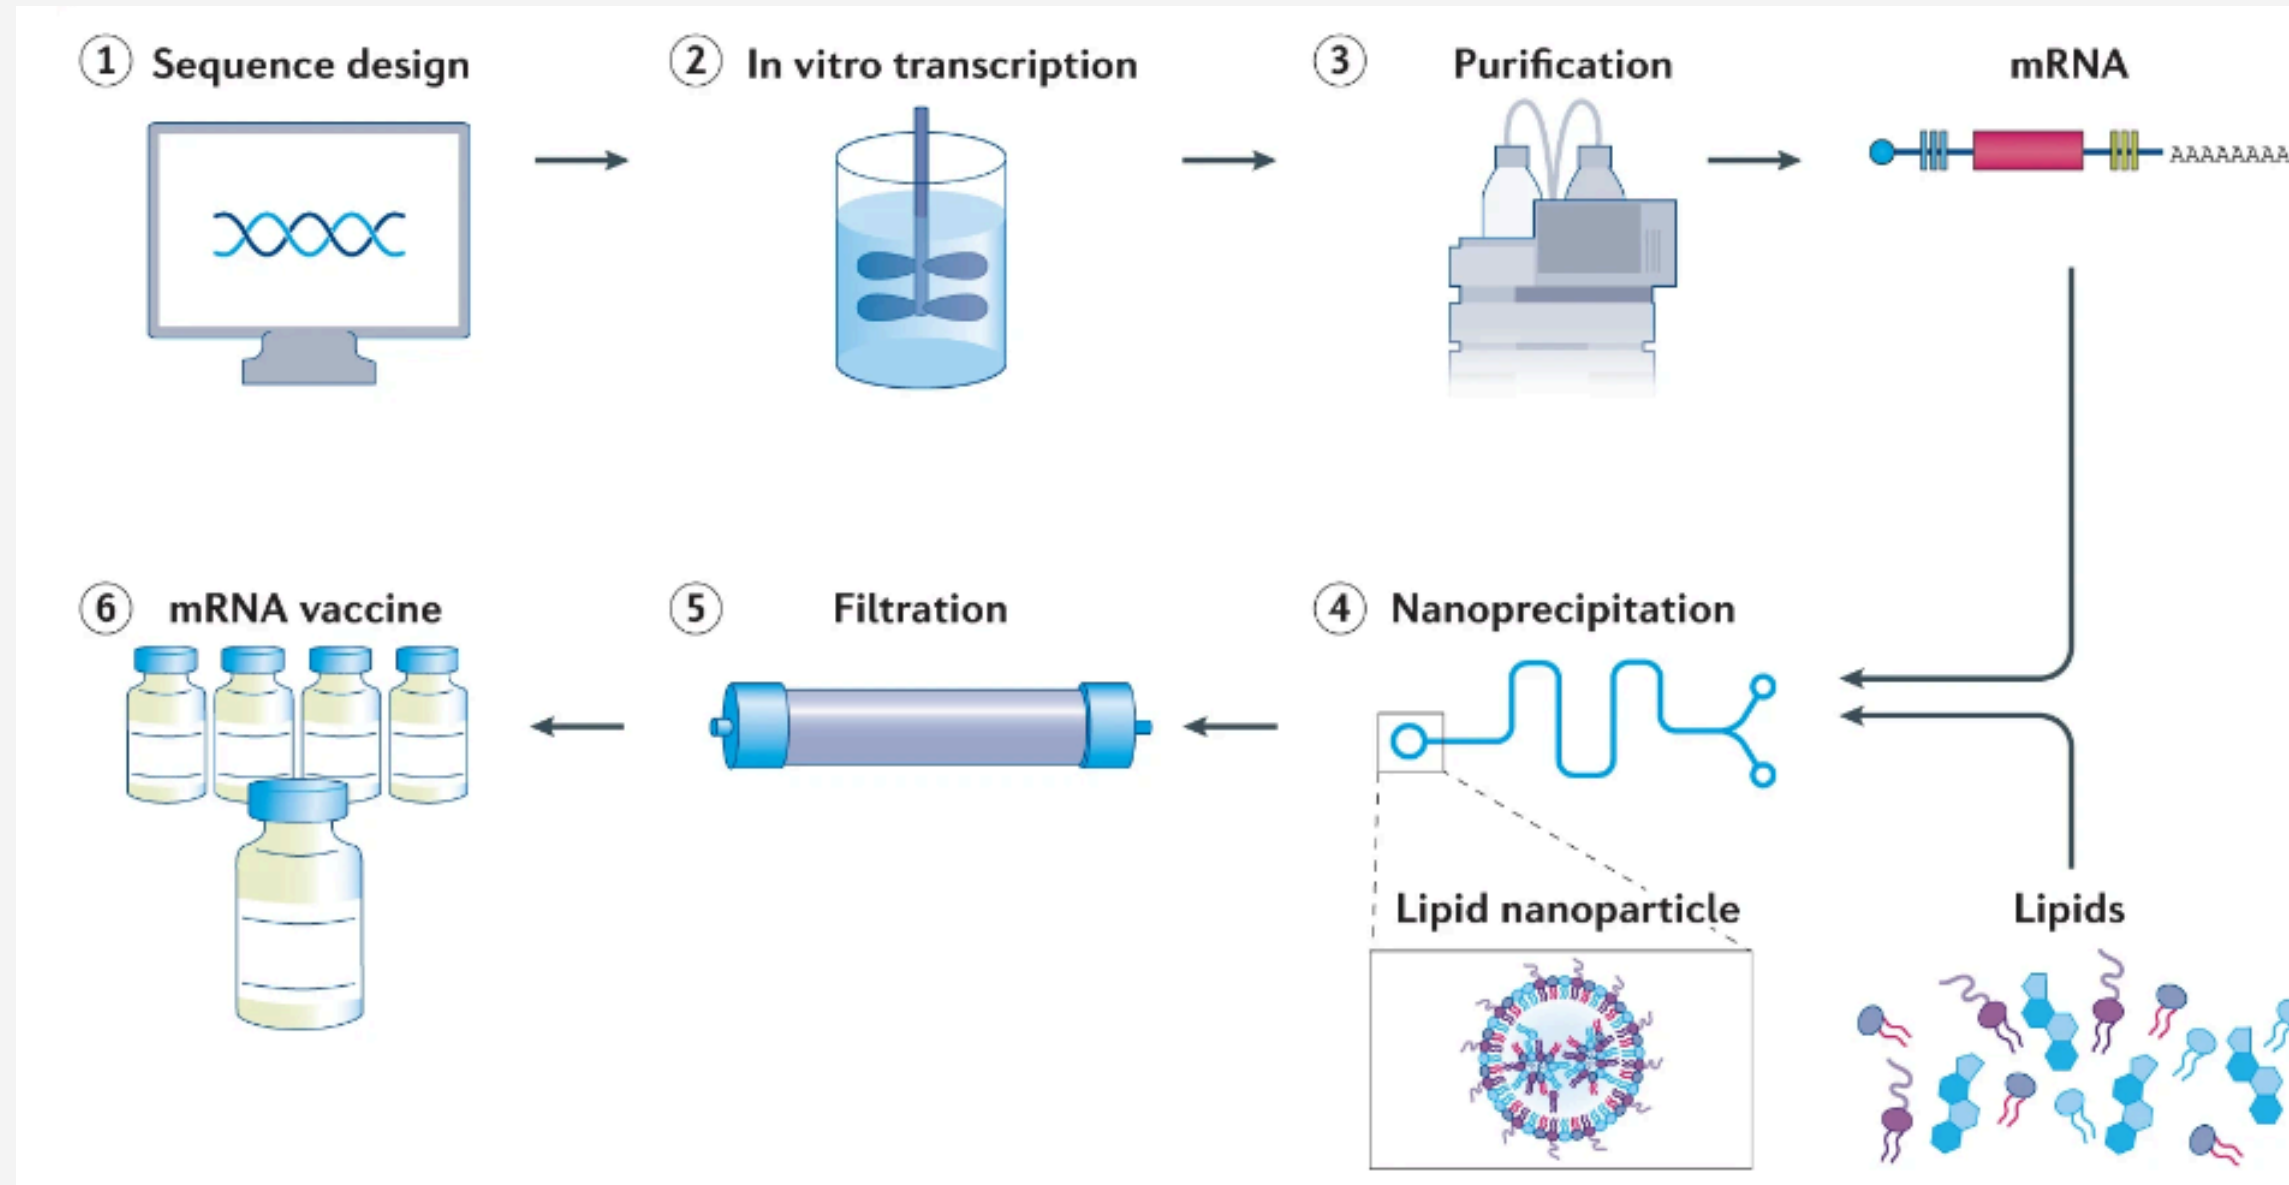 1 Sequence design
2 In vitro transcription
3 Purification
mRNA
AAAAAAAA
6 mRNA vaccine
5 Filtration
4 Nanoprecipitation
Lipid nanoparticle
Lipids